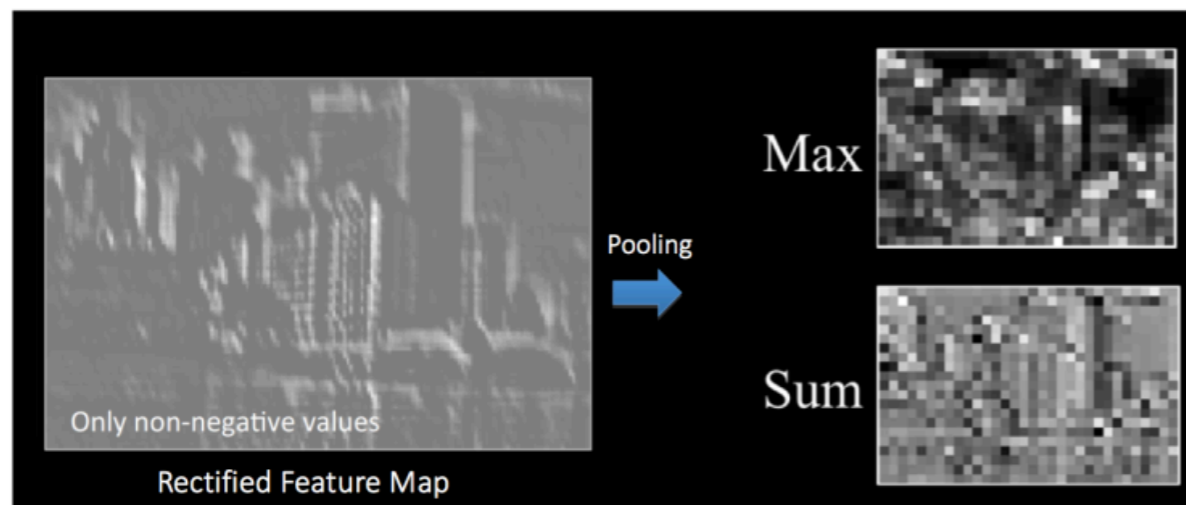 Max
Pooling
Sum
Only non-negative values
Rectified Feature Map